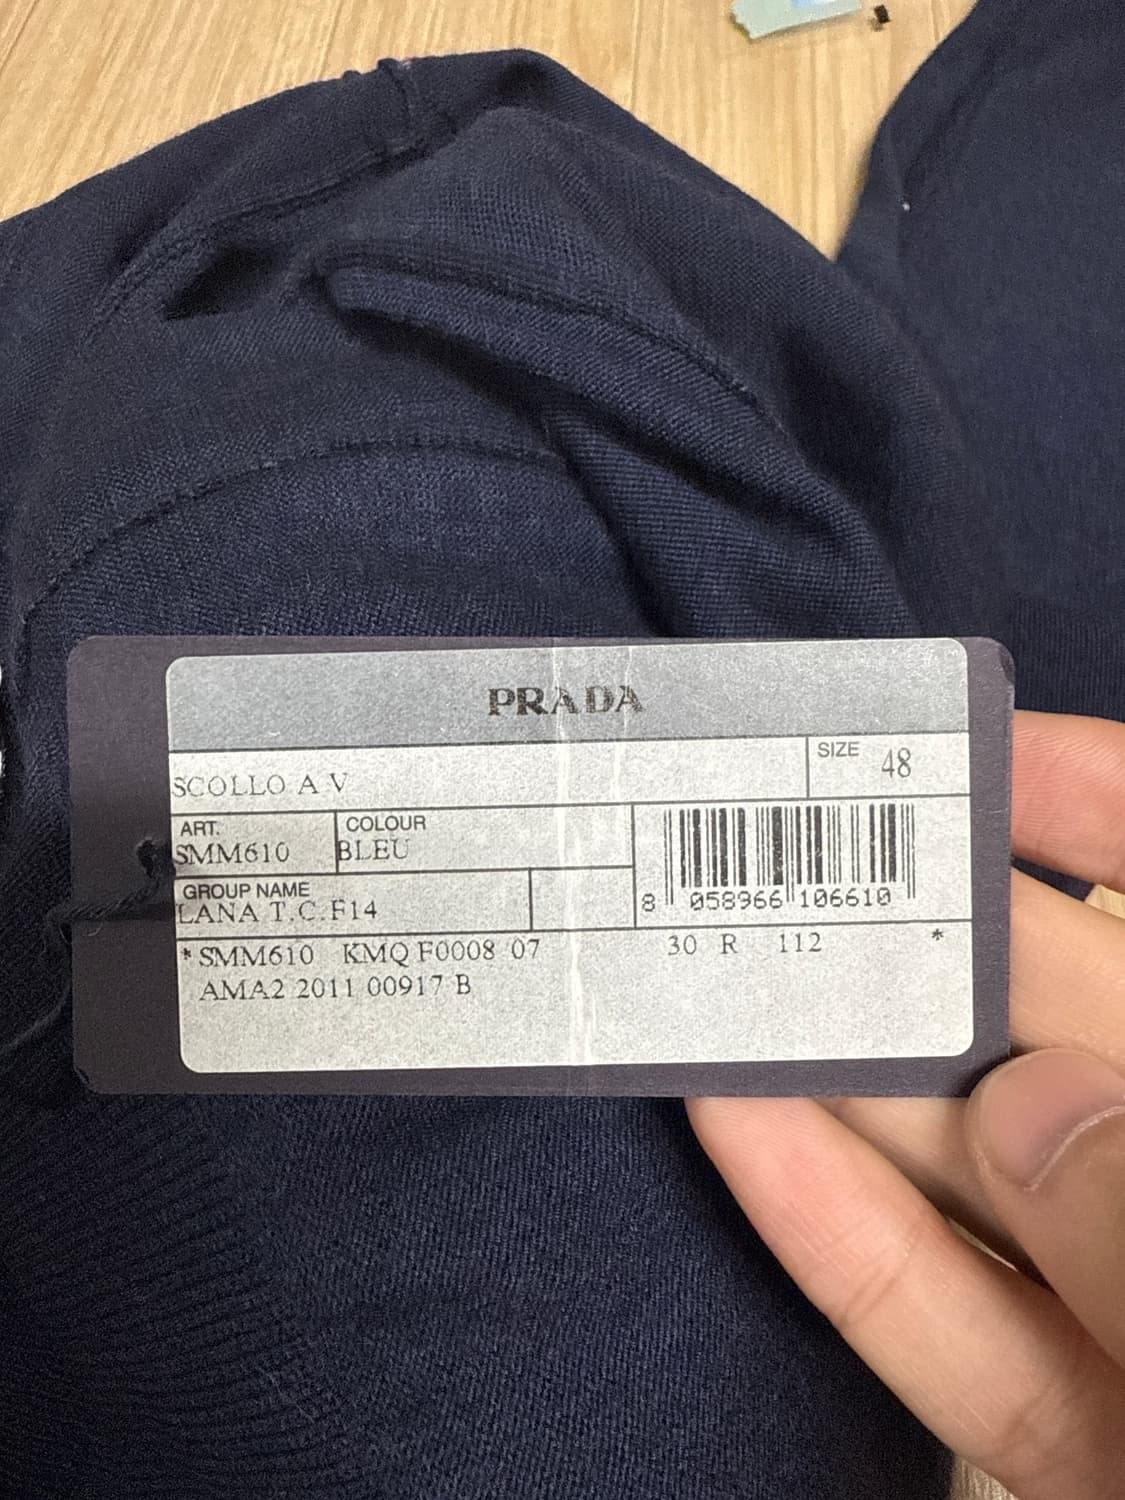 PRADA
SCOLLO A V
SIZE 48
ART. COLOUR
SMM610 BLEU
GROUP NAME
LANA T.C.F14
8 058966 106610
* SMM610 KMQ F0008 07 30 R 112 *
AMA2 2011 00917 B